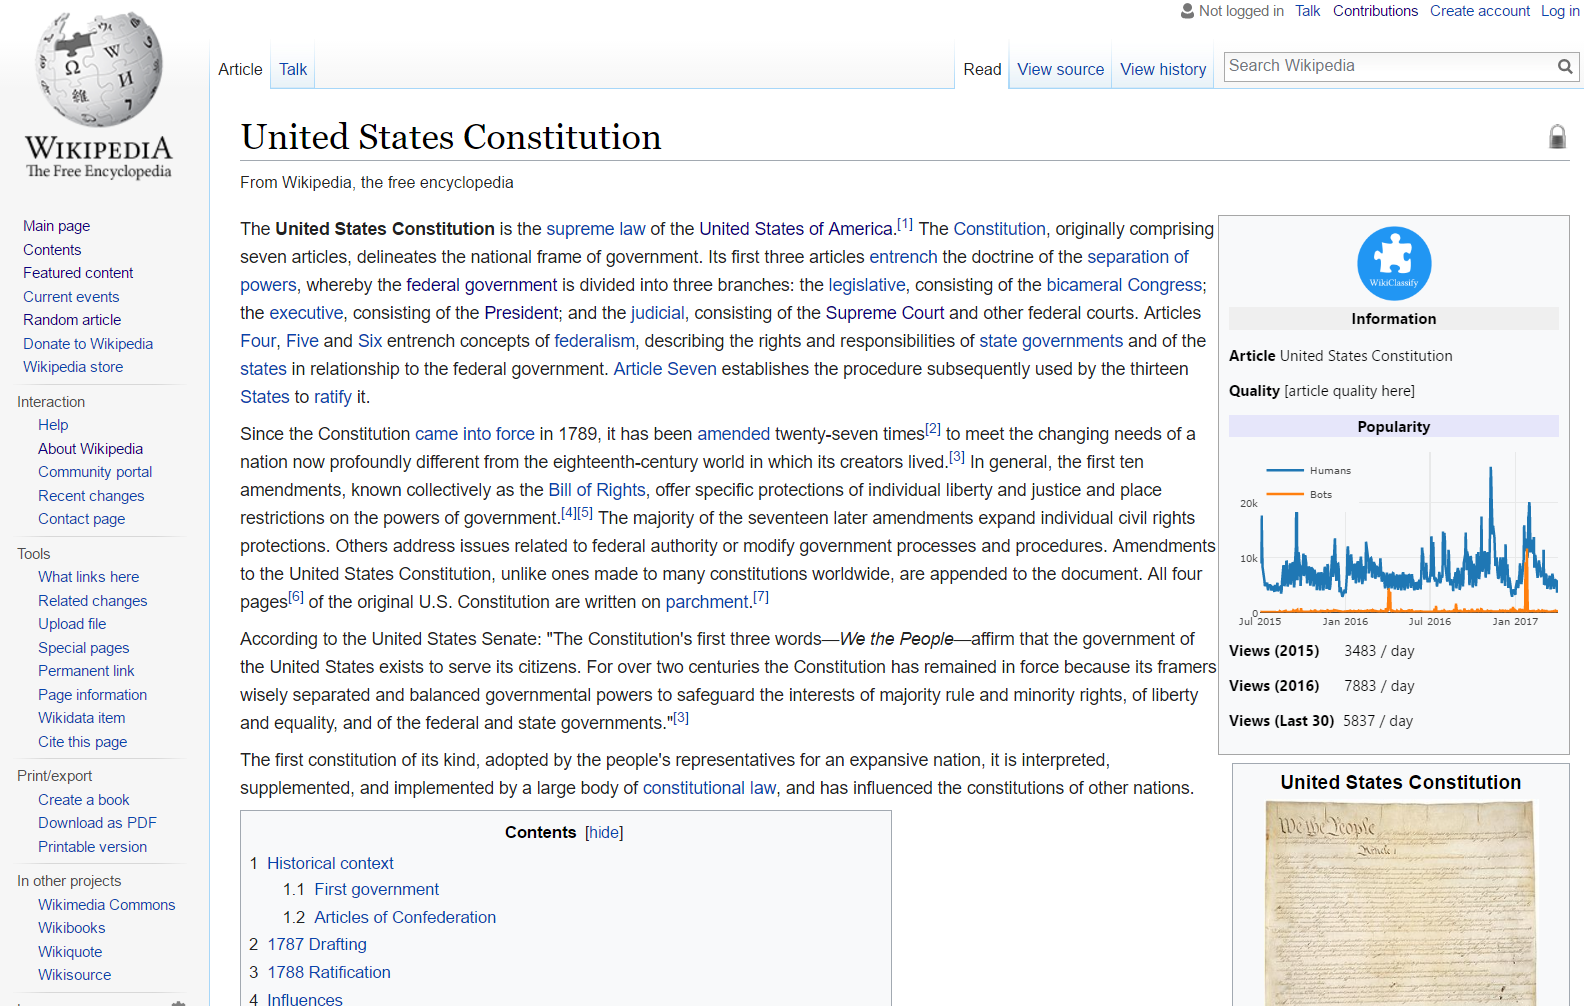 Not logged in Talk Contributions Create account Log in
Article Talk Read View source View history Search Wikipedia
WIKIPEDIA
The Free Encyclopedia
Main page
Contents
Featured content
Current events
Random article
Donate to Wikipedia
Wikipedia store
Interaction
Help
About Wikipedia
Community portal
Recent changes
Contact page
Tools
What links here
Related changes
Upload file
Special pages
Permanent link
Page information
Wikidata item
Cite this page
Print/export
Create a book
Download as PDF
Printable version
In other projects
Wikimedia Commons
Wikibooks
Wikiquote
Wikisource
United States Constitution
From Wikipedia, the free encyclopedia
The United States Constitution is the supreme law of the United States of America.[1] The Constitution, originally comprising
seven articles, delineates the national frame of government. Its first three articles entrench the doctrine of the separation of
powers, whereby the federal government is divided into three branches: the legislative, consisting of the bicameral Congress;
the executive, consisting of the President; and the judicial, consisting of the Supreme Court and other federal courts. Articles
Four, Five and Six entrench concepts of federalism, describing the rights and responsibilities of state governments and of the
states in relationship to the federal government. Article Seven establishes the procedure subsequently used by the thirteen
States to ratify it.
Since the Constitution came into force in 1789, it has been amended twenty-seven times[2] to meet the changing needs of a
nation now profoundly different from the eighteenth-century world in which its creators lived.[3] In general, the first ten
amendments, known collectively as the Bill of Rights, offer specific protections of individual liberty and justice and place
restrictions on the powers of government.[4][5] The majority of the seventeen later amendments expand individual civil rights
protections. Others address issues related to federal authority or modify government processes and procedures. Amendments
to the United States Constitution, unlike ones made to many constitutions worldwide, are appended to the document. All four
pages[6] of the original U.S. Constitution are written on parchment.[7]
According to the United States Senate: "The Constitution's first three words—We the People—affirm that the government of
the United States exists to serve its citizens. For over two centuries the Constitution has remained in force because its framers
wisely separated and balanced governmental powers to safeguard the interests of majority rule and minority rights, of liberty
and equality, and of the federal and state governments."[3]
The first constitution of its kind, adopted by the people's representatives for an expansive nation, it is interpreted,
supplemented, and implemented by a large body of constitutional law, and has influenced the constitutions of other nations.
Contents [hide]
1 Historical context
1.1 First government
1.2 Articles of Confederation
2 1787 Drafting
3 1788 Ratification
4 Influences
WikiClassify
Information
Article United States Constitution
Quality [article quality here]
Popularity
Humans
Bots
20k
10k
0
Jul 2015 Jan 2016 Jul 2016 Jan 2017
Views (2015) 3483 / day
Views (2016) 7883 / day
Views (Last 30) 5837 / day
United States Constitution
We the People
Article 1